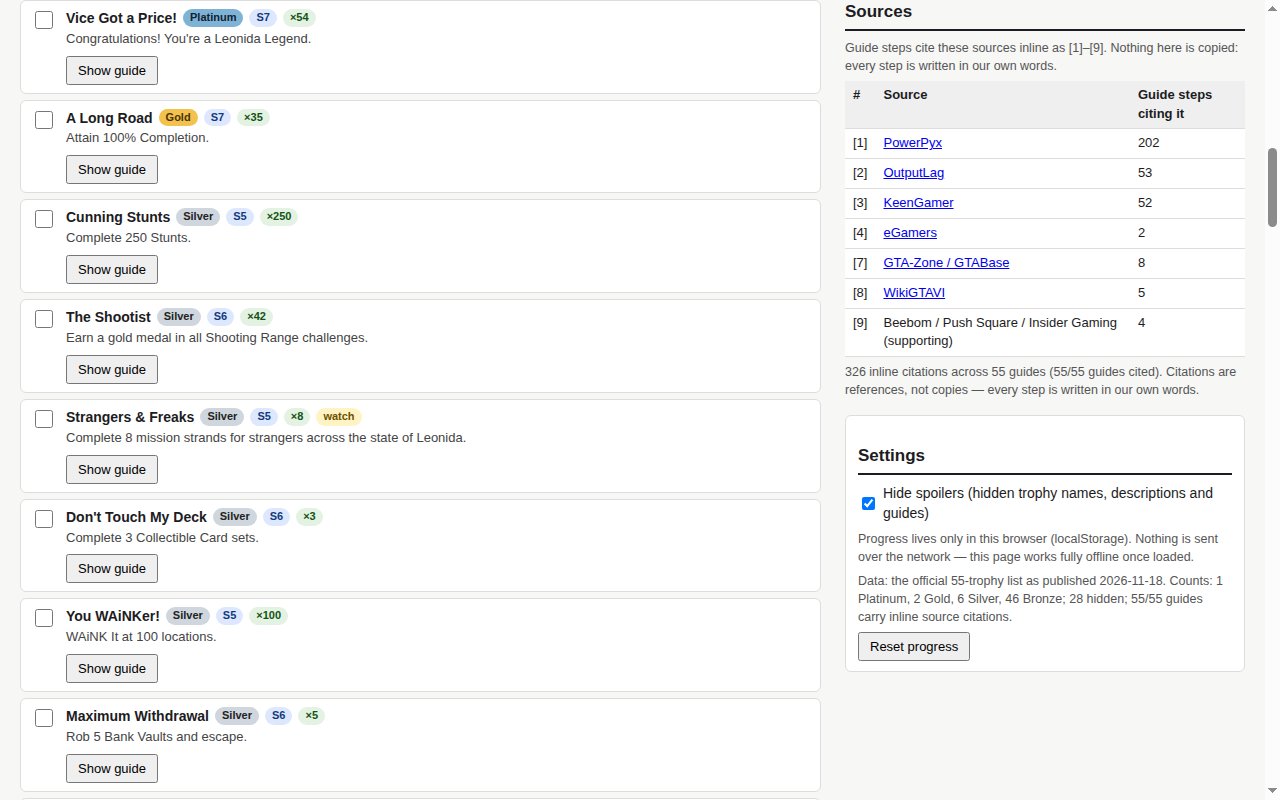 Vice Got a Price! Platinum S7 ×54
Congratulations! You're a Leonida Legend.
Show guide
A Long Road Gold S7 ×35
Attain 100% Completion.
Show guide
Cunning Stunts Silver S5 ×250
Complete 250 Stunts.
Show guide
The Shootist Silver S6 ×42
Earn a gold medal in all Shooting Range challenges.
Show guide
Strangers & Freaks Silver S5 ×8 watch
Complete 8 mission strands for strangers across the state of Leonida.
Show guide
Don't Touch My Deck Silver S6 ×3
Complete 3 Collectible Card sets.
Show guide
You WAiNKer! Silver S5 ×100
WAiNK It at 100 locations.
Show guide
Maximum Withdrawal Silver S6 ×5
Rob 5 Bank Vaults and escape.
Show guide
Sources
Guide steps cite these sources inline as [1]–[9]. Nothing here is copied:
every step is written in our own words.
# Source Guide steps
citing it
[1] PowerPyx 202
[2] OutputLag 53
[3] KeenGamer 52
[4] eGamers 2
[7] GTA-Zone / GTABase 8
[8] WikiGTAVI 5
[9] Beebom / Push Square / Insider Gaming 4
(supporting)
326 inline citations across 55 guides (55/55 guides cited). Citations are
references, not copies — every step is written in our own words.
Settings
Hide spoilers (hidden trophy names, descriptions and
guides)
Progress lives only in this browser (localStorage). Nothing is sent
over the network — this page works fully offline once loaded.
Data: the official 55-trophy list as published 2026-11-18. Counts: 1
Platinum, 2 Gold, 6 Silver, 46 Bronze; 28 hidden; 55/55 guides
carry inline source citations.
Reset progress